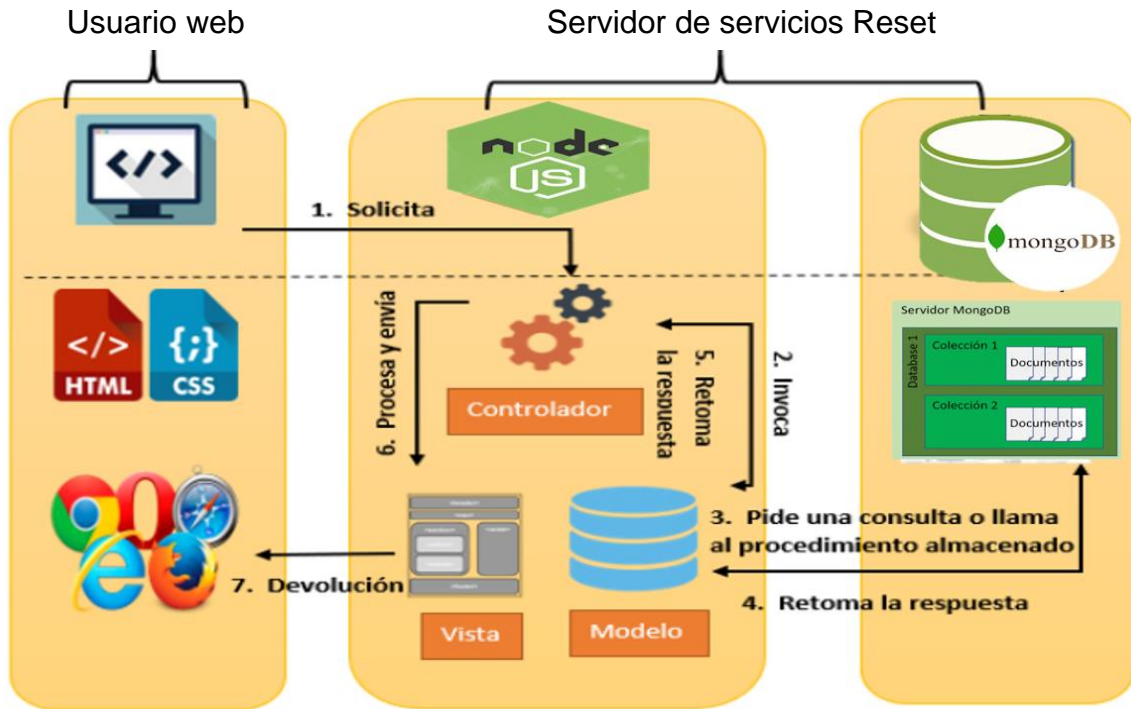 Usuario web
Servidor de servicios Reset
</>
node
JS
mongoDB
1. Solicita
</>
HTML
{;}
CSS
6. Procesa y envía
Controlador
5. Retoma
la respuesta
2. Invoca
Servidor MongoDB
Database 1
Colección 1
Documentos
Colección 2
Documentos
3. Pide una consulta o llama
al procedimiento almacenado
4. Retoma la respuesta
7. Devolución
Vista
Modelo